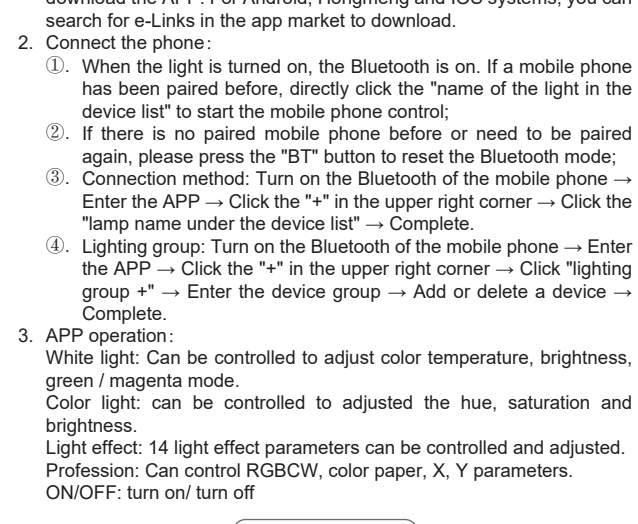 download the APP: For Android, Hongmeng and IOS systems, you can
search for e-Links in the app market to download.
2. Connect the phone:
①. When the light is turned on, the Bluetooth is on. If a mobile phone
has been paired before, directly click the "name of the light in the
device list" to start the mobile phone control;
②. If there is no paired mobile phone before or need to be paired
again, please press the "BT" button to reset the Bluetooth mode;
③. Connection method: Turn on the Bluetooth of the mobile phone →
Enter the APP → Click the "+" in the upper right corner → Click the
"lamp name under the device list" → Complete.
④. Lighting group: Turn on the Bluetooth of the mobile phone → Enter
the APP → Click the "+" in the upper right corner → Click "lighting
group +" → Enter the device group → Add or delete a device →
Complete.
3. APP operation:
White light: Can be controlled to adjust color temperature, brightness,
green / magenta mode.
Color light: can be controlled to adjusted the hue, saturation and
brightness.
Light effect: 14 light effect parameters can be controlled and adjusted.
Profession: Can control RGBCW, color paper, X, Y parameters.
ON/OFF: turn on/ turn off